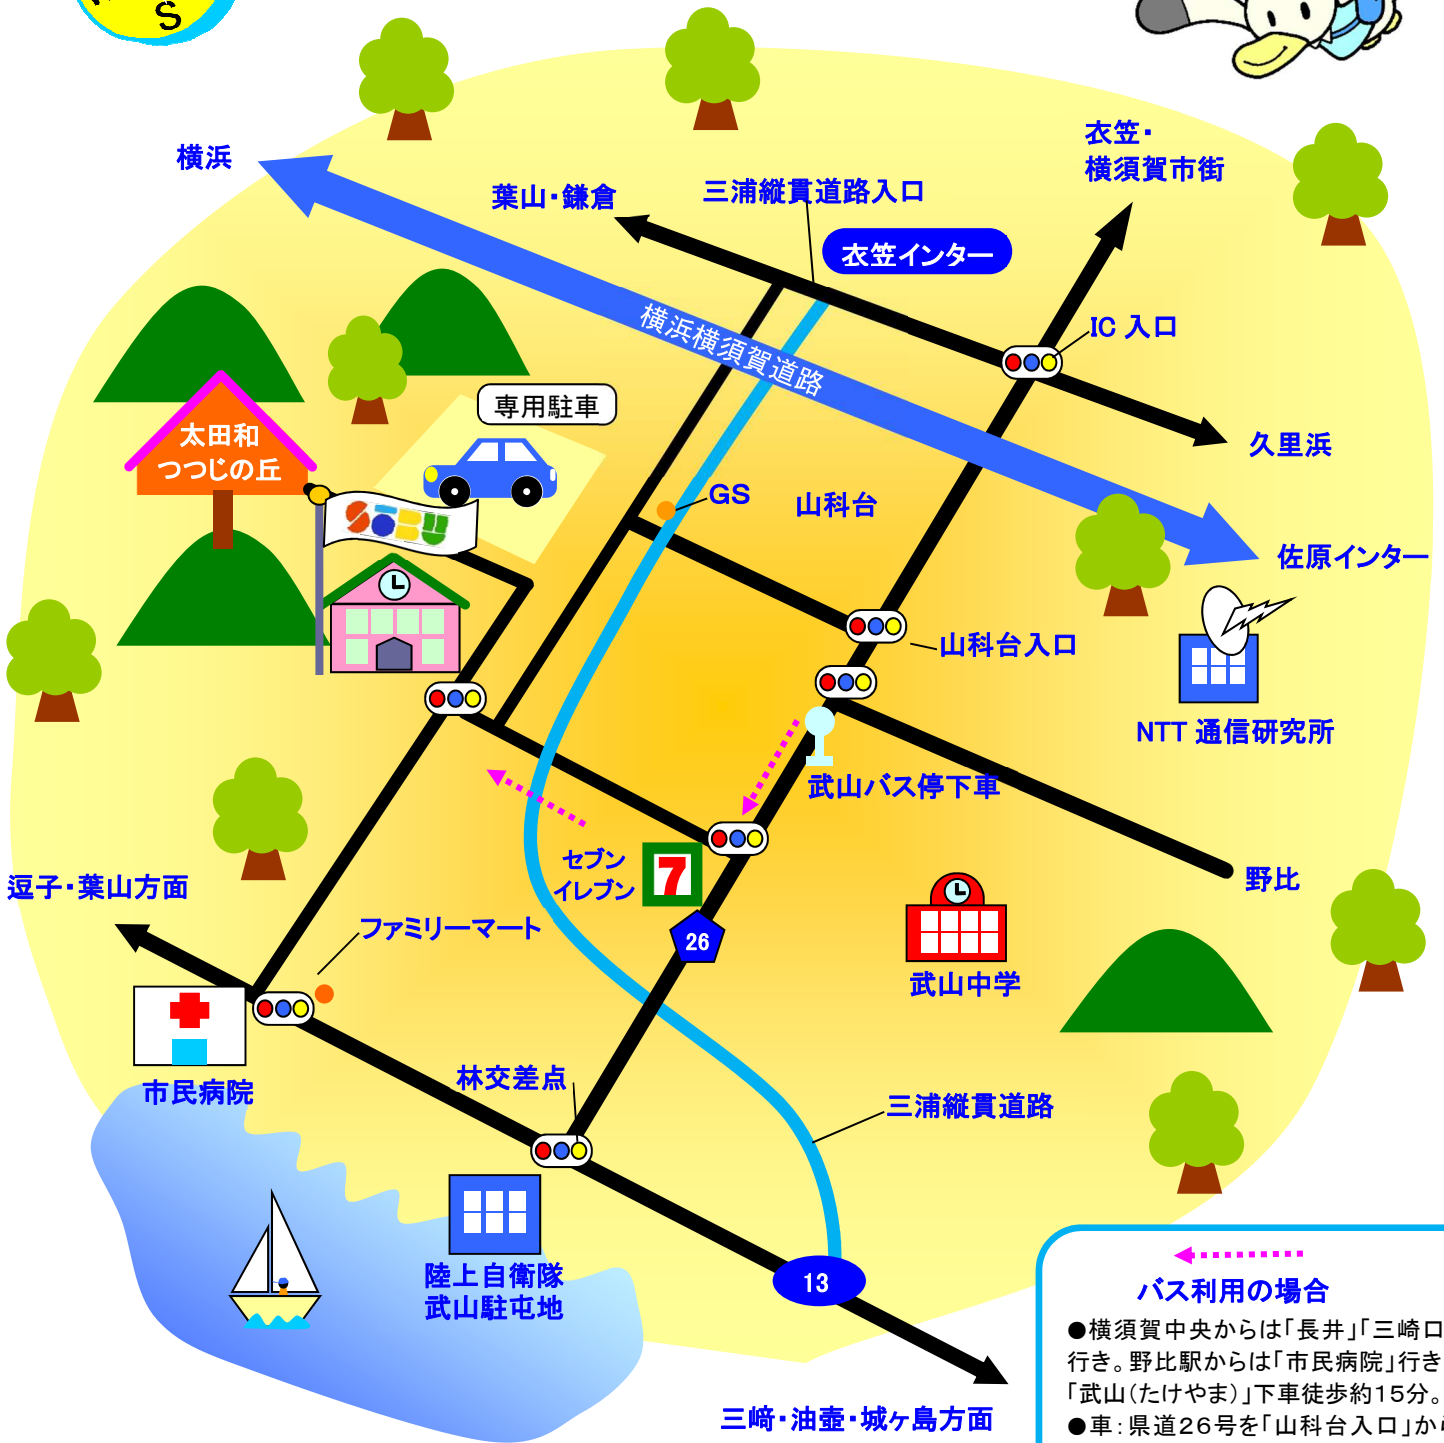 S
横浜
葉山・鎌倉
三浦縦貫道路入口
衣笠・
横須賀市街
衣笠インター
横浜横須賀道路
IC 入口
久里浜
専用駐車
太田和
つつじの丘
SOBU
GS
山科台
佐原インター
山科台入口
NTT 通信研究所
武山バス停下車
セブン
イレブン
7
野比
逗子・葉山方面
ファミリーマート
26
武山中学
市民病院
林交差点
三浦縦貫道路
陸上自衛隊
武山駐屯地
13
三崎・油壷・城ヶ島方面
バス利用の場合
●横須賀中央からは「長井」「三崎口
行き。野比駅からは「市民病院」行き
「武山(たけやま)」下車徒歩約15分。
●車：県道26号を「山科台入口」から